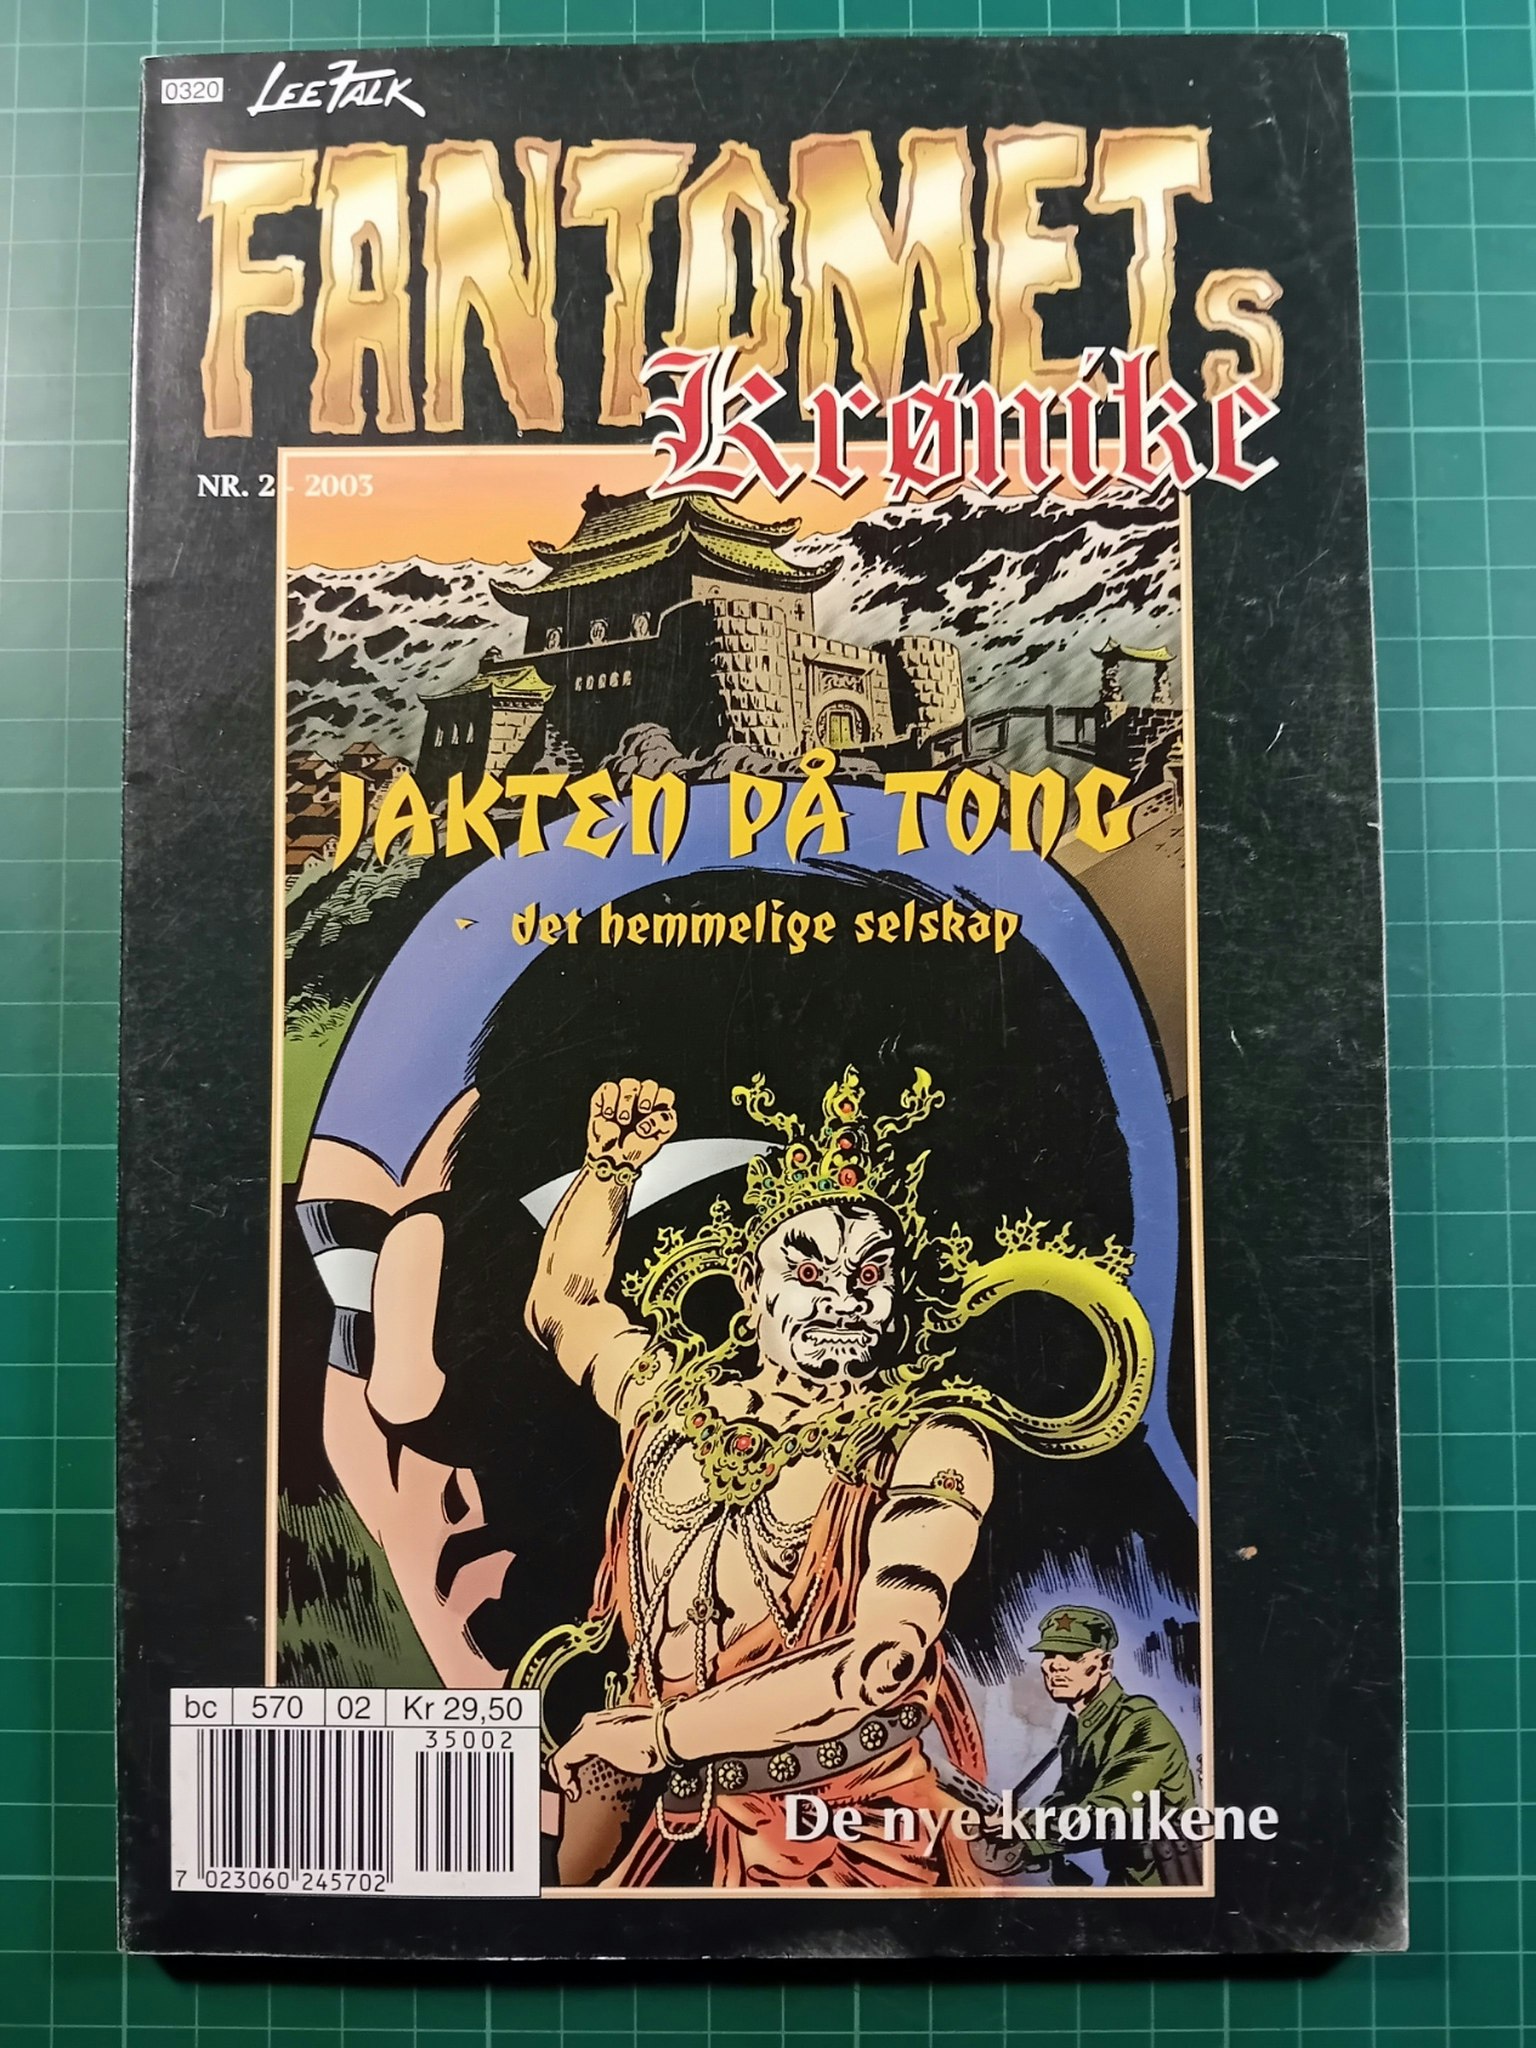 0320
LEE FALK
FANTOMETs
Krønike
NR. 2 - 2003
JAKTEN PÅ TONG
- det hemmelige selskap
bc 570 02 Kr 29,50
35002
7 023060 245702
De nye krønikene